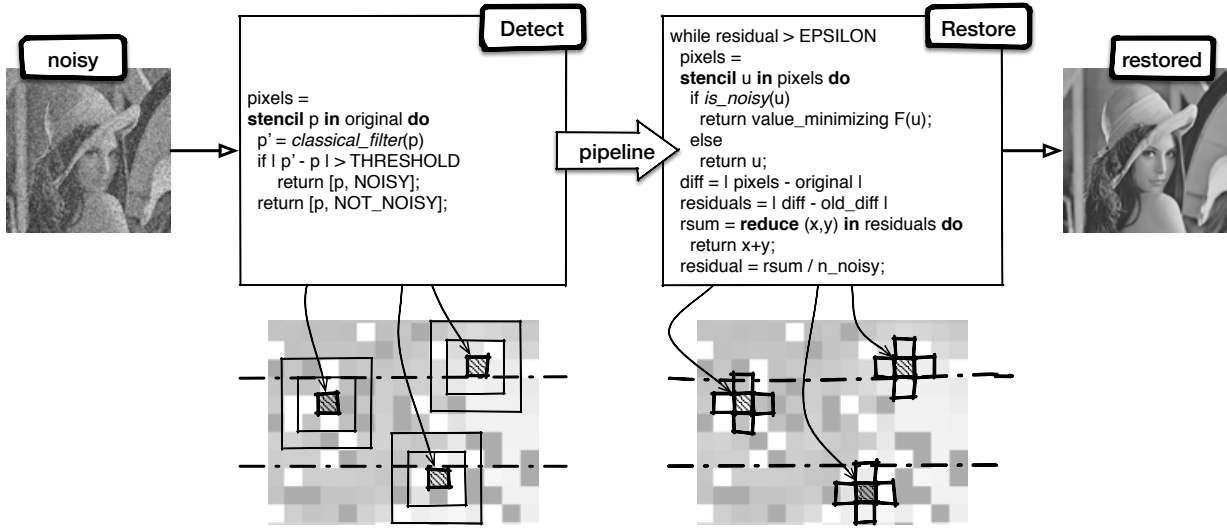 noisy
Detect
pixels =
stencil p in original do
p' = classical_filter(p)
if | p' - p | > THRESHOLD
return [p, NOISY];
return [p, NOT_NOISY];
pipeline
Restore
while residual > EPSILON
pixels =
stencil u in pixels do
if is_noisy(u)
return value_minimizing F(u);
else
return u;
diff = | pixels - original |
residuals = | diff - old_diff |
rsum = reduce (x,y) in residuals do
return x+y;
residual = rsum / n_noisy;
restored